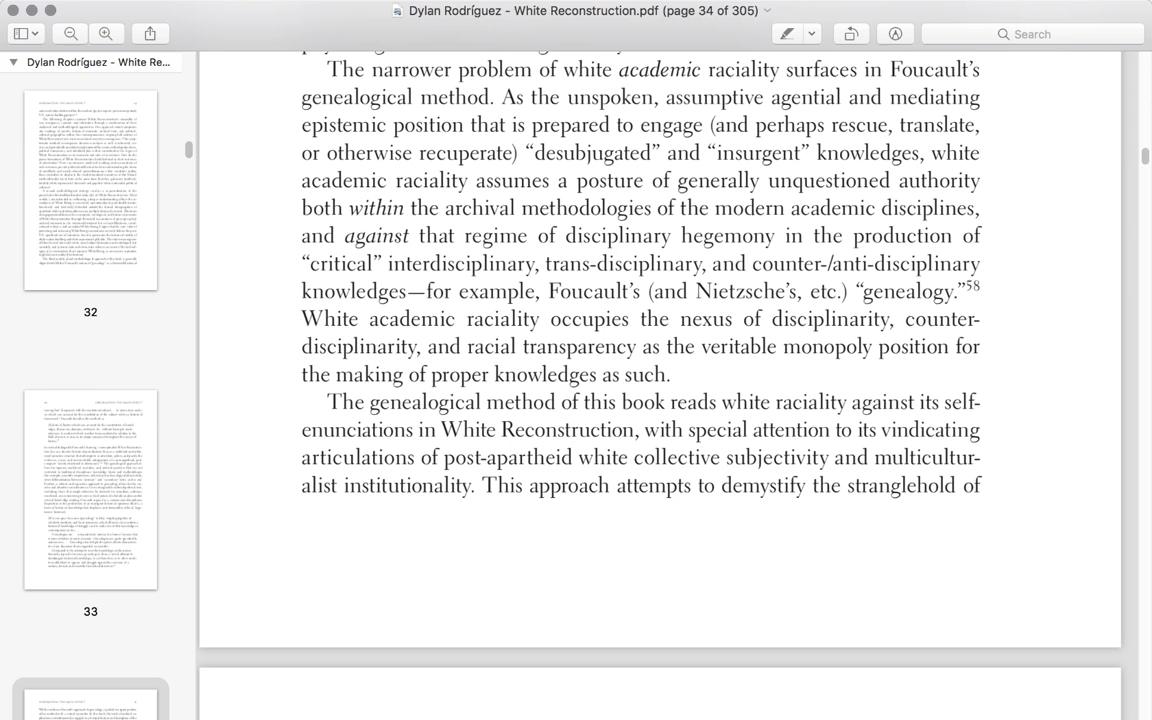 Dylan Rodríguez - White Reconstruction.pdf (page 34 of 305)
Search
Dylan Rodríguez - White Re...
32
33
The narrower problem of white academic raciality surfaces in Foucault’s
genealogical method. As the unspoken, assumptive agential and mediating
epistemic position that is prepared to engage (and perhaps rescue, translate,
or otherwise recuperate) “desubjugated” and “insurgent” knowledges, white
academic raciality assumes a posture of generally unquestioned authority
both within the archival methodologies of the modern academic disciplines,
and against that regime of disciplinary hegemony in the production of
“critical” interdisciplinary, trans-disciplinary, and counter-/anti-disciplinary
knowledges—for example, Foucault’s (and Nietzsche’s, etc.) “genealogy.”58
White academic raciality occupies the nexus of disciplinarity, counter-
disciplinarity, and racial transparency as the veritable monopoly position for
the making of proper knowledges as such.
The genealogical method of this book reads white raciality against its self-
enunciations in White Reconstruction, with special attention to its vindicating
articulations of post-apartheid white collective subjectivity and multicultur-
alist institutionality. This approach attempts to demystify the stranglehold of